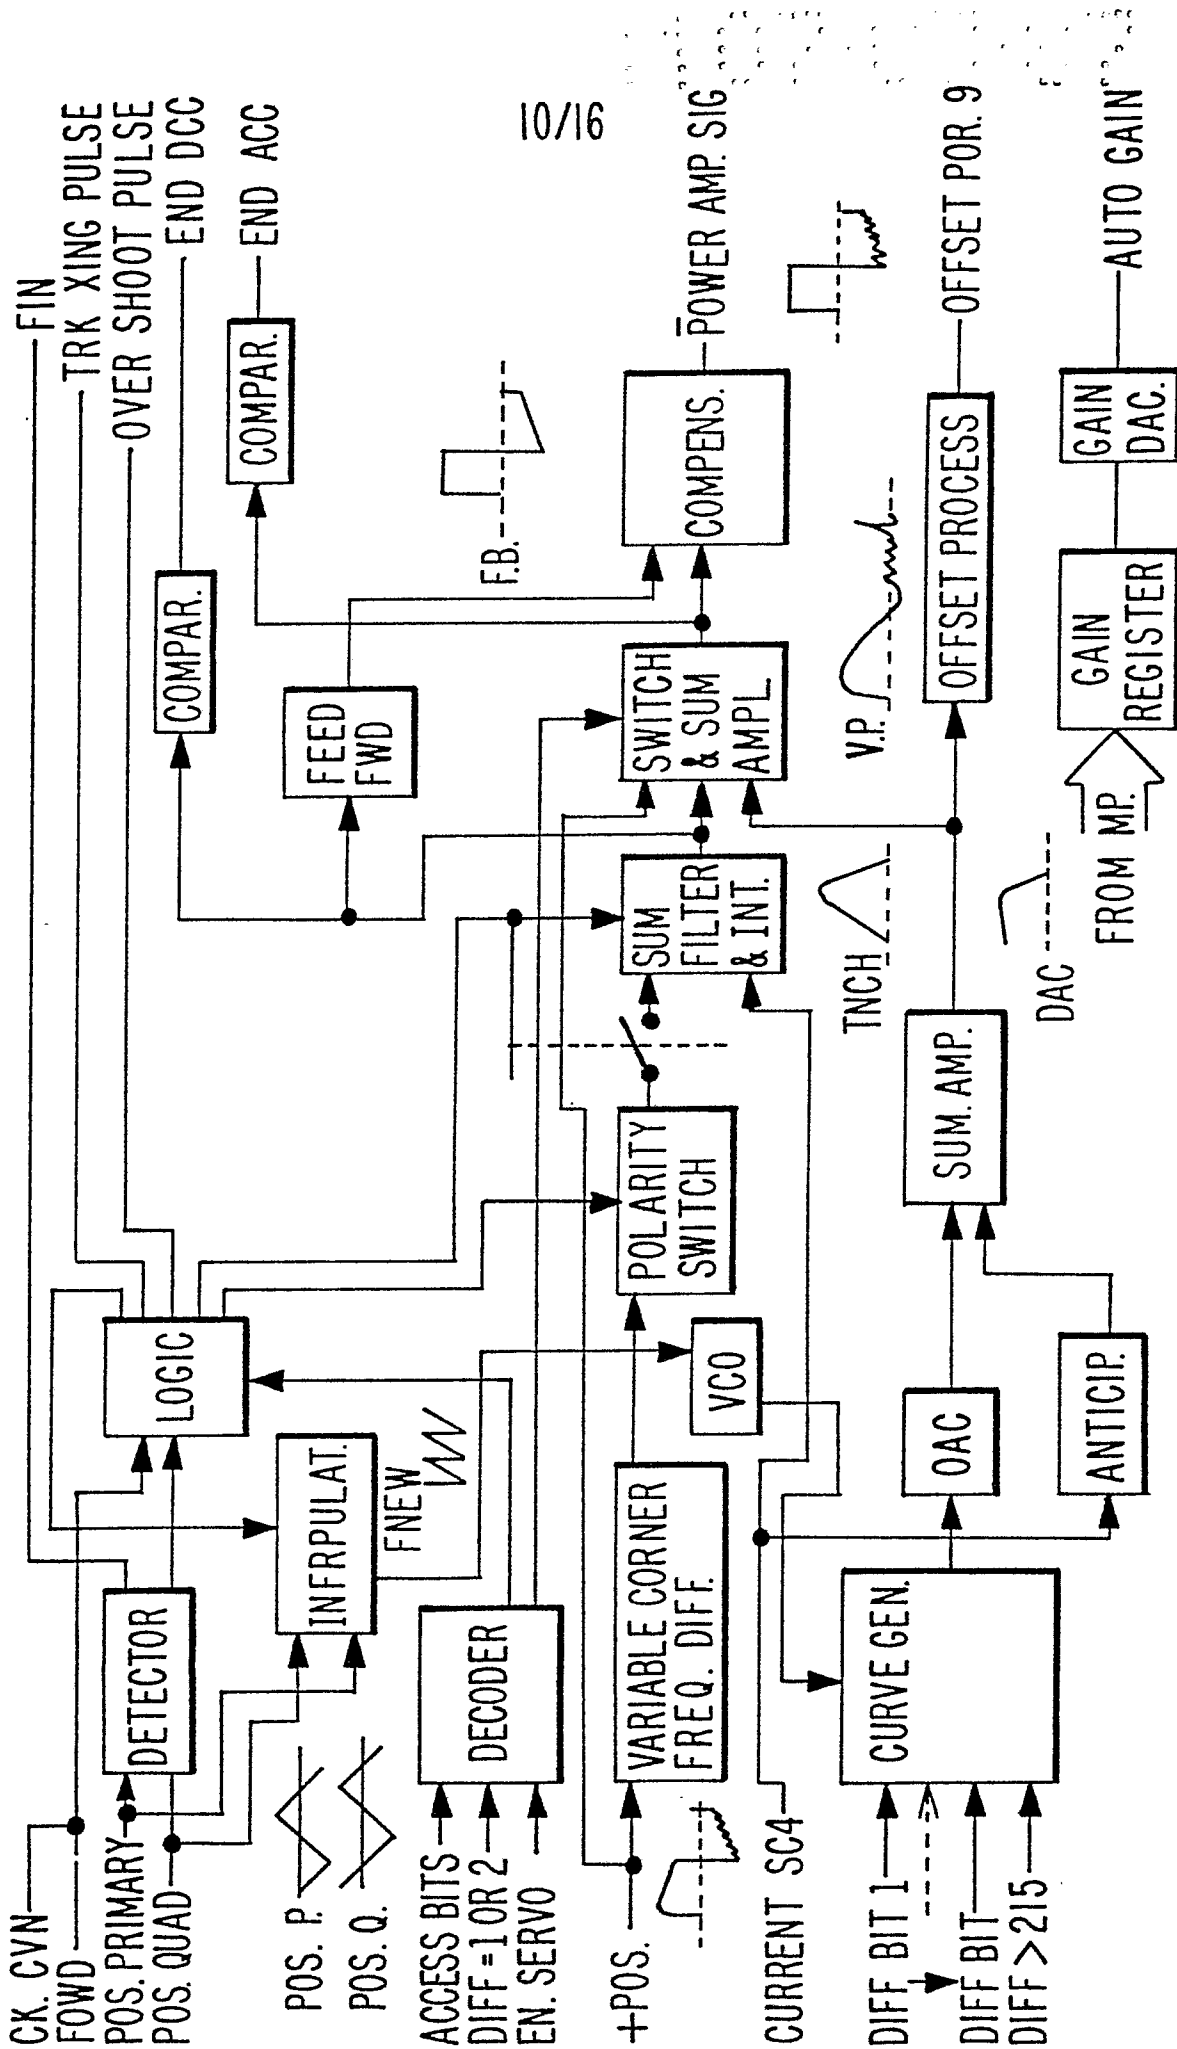 10/16
CK. CVN
FOWD
POS. PRIMARY
POS. QUAD
DETECTOR
LOGIC
FIN
TRK XING PULSE
OVER SHOOT PULSE
END DCC
END ACC
COMPAR.
COMPAR.
POS. P.
POS. Q.
INFRPULAT.
FNEW
FEED
FWD
F.B.
ACCESS BITS
DIFF = 1 OR 2
EN. SERVO
DECODER
+POS.
VARIABLE CORNER
FREQ. DIFF.
POLARITY
SWITCH
VCO
SUM
FILTER
& INT.
SWITCH
& SUM
AMPL.
COMPENS.
POWER AMP. SIG
CURRENT SC4
TNCH
V.P.
DIFF BIT 1
DIFF BIT
DIFF > 215
CURVE GEN.
OAC
ANTICIP.
SUM. AMP.
DAC
OFFSET PROCESS
OFFSET POR. 9
FROM MP.
GAIN
REGISTER
GAIN
DAC.
AUTO GAIN